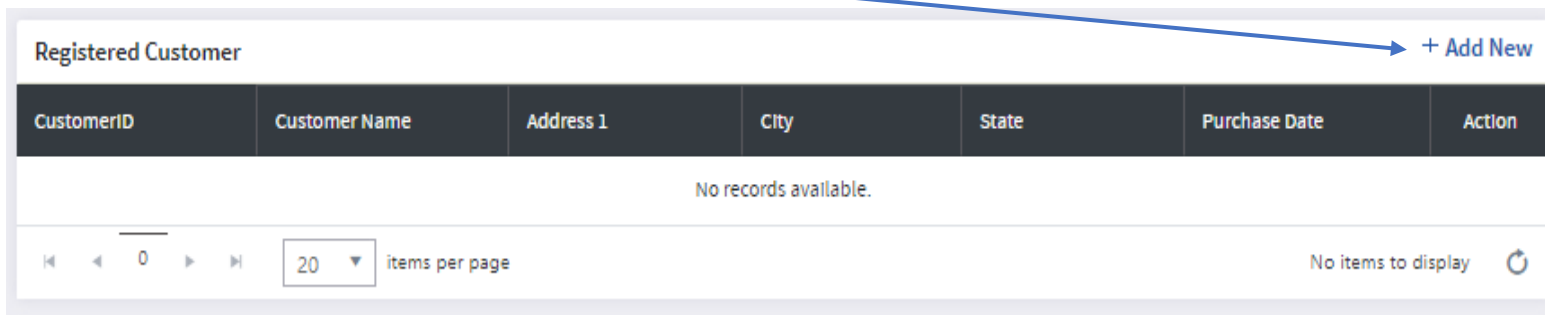 Registered Customer + Add New
CustomerID Customer Name Address 1 City State Purchase Date Action
No records available.
0 20 items per page No items to display